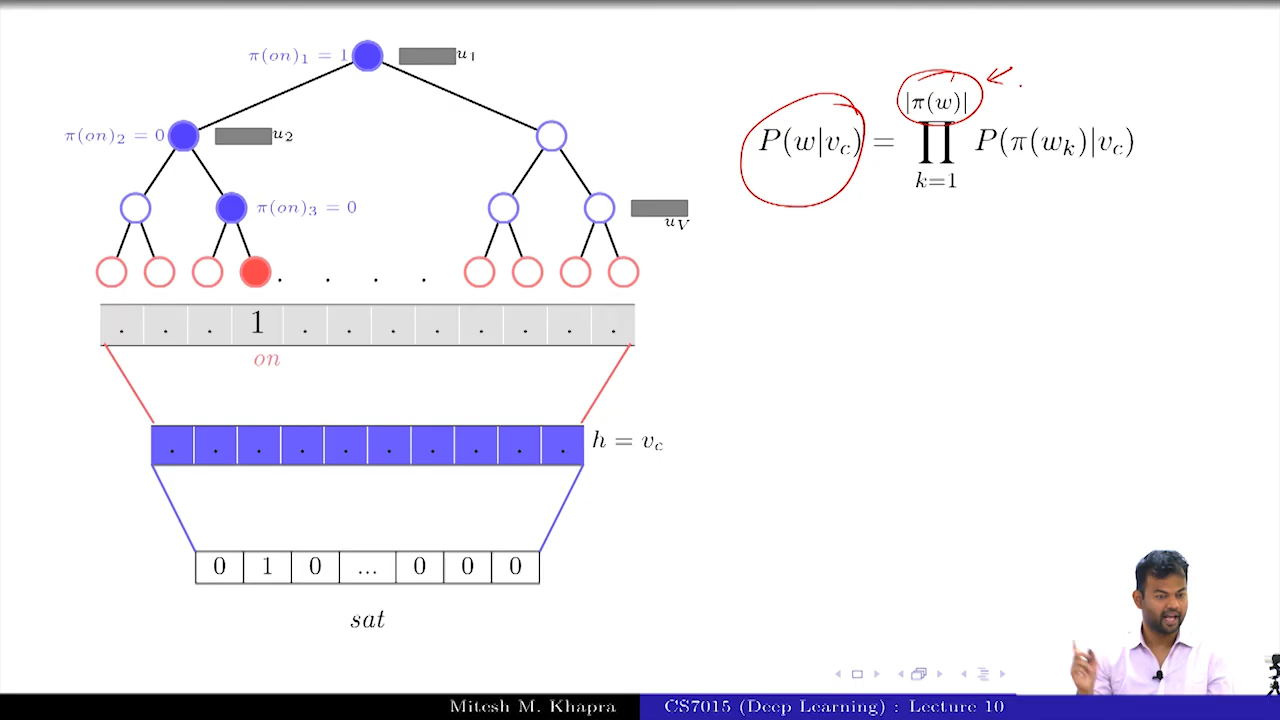 π(on)₁ = 1
u₁
π(on)₂ = 0
u₂
π(on)₃ = 0
u_V
. . . .
. . . 1 . . . . . . . .
on
. . . . . . . . . .
h = v_c
0 1 0 ... 0 0 0
sat
P(w|v_c) = ∏_{k=1}^{|π(w)|} P(π(w_k)|v_c)
Mitesh M. Khapra CS7015 (Deep Learning) : Lecture 10